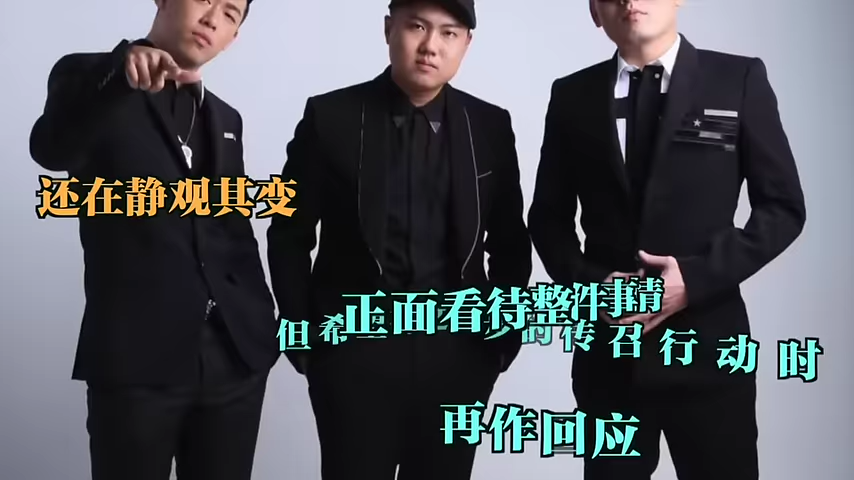 还在静观其变
正面看待整件事情
但希 传召行动时
再作回应